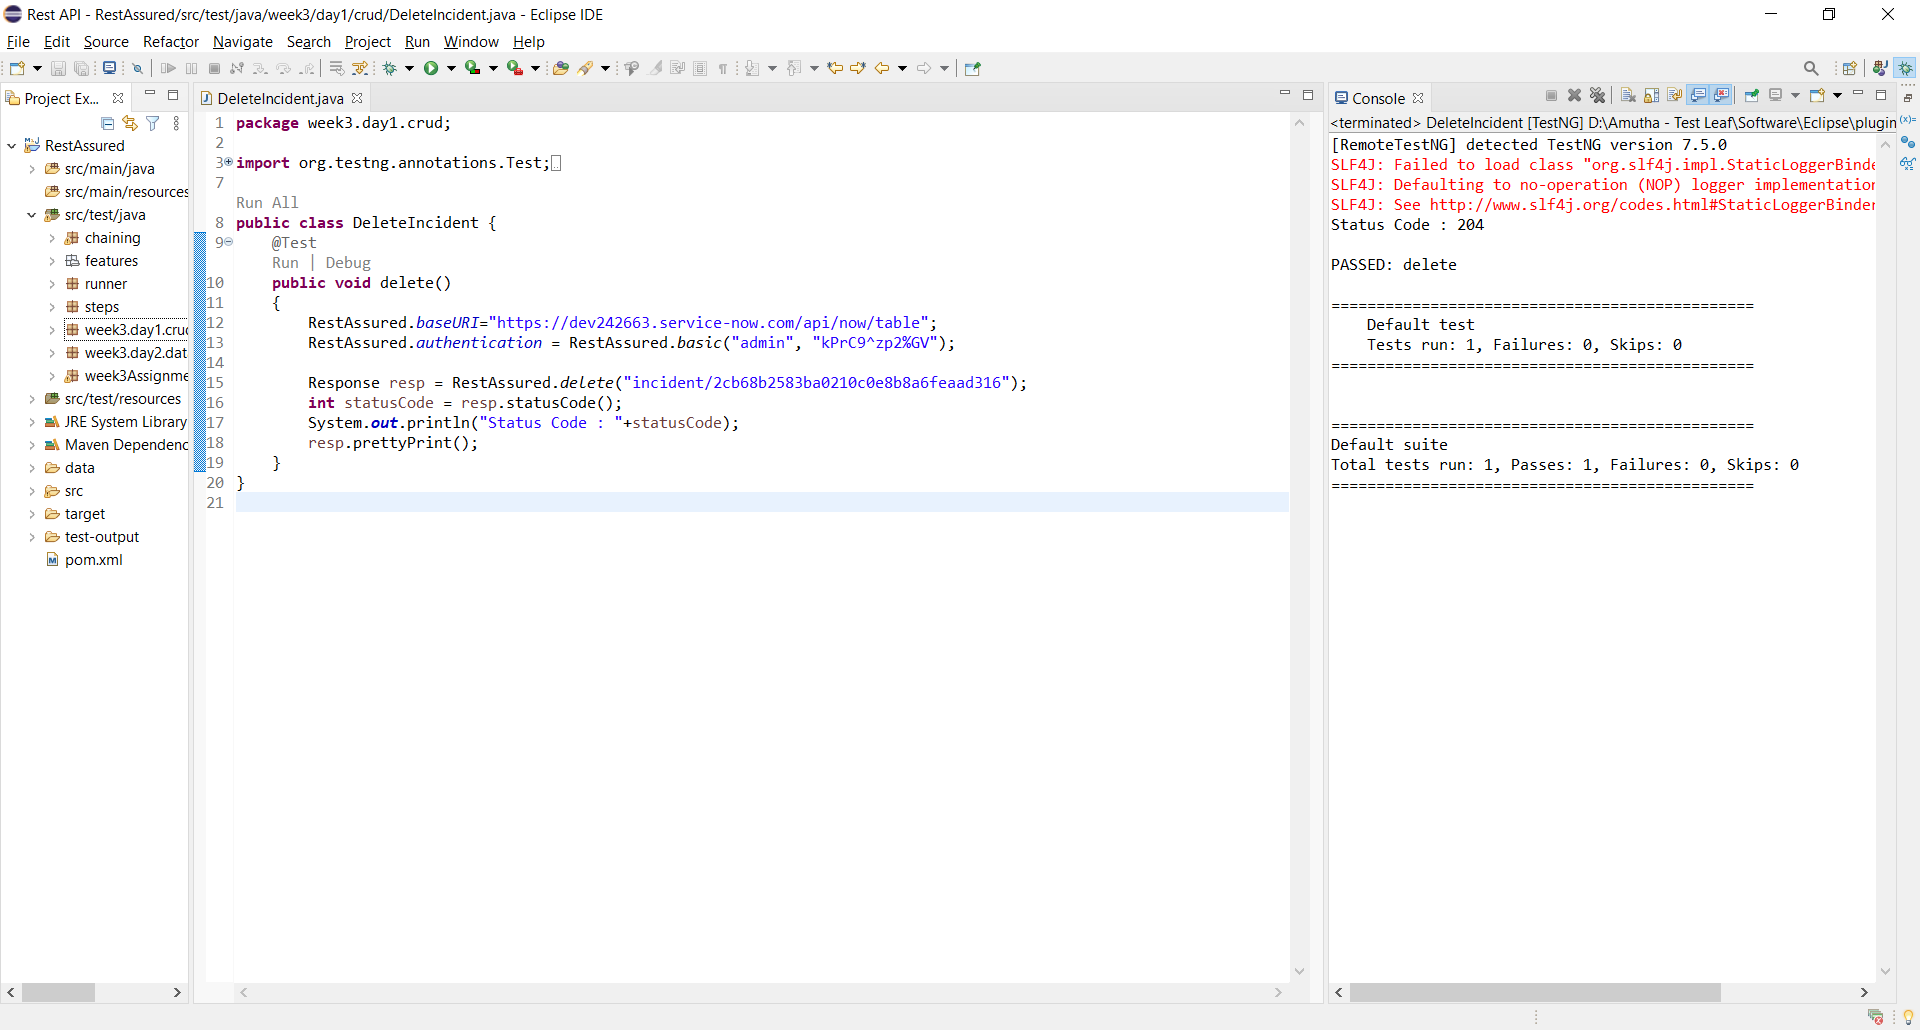 Rest API - RestAssured/src/test/java/week3/day1/crud/DeleteIncident.java - Eclipse IDE
File Edit Source Refactor Navigate Search Project Run Window Help
Project Ex...
RestAssured
src/main/java
src/main/resources
src/test/java
chaining
features
runner
steps
week3.day1.cru
week3.day2.dat
week3Assignme
src/test/resources
JRE System Library
Maven Dependenc
data
src
target
test-output
pom.xml
DeleteIncident.java
1 package week3.day1.crud;
2
3 import org.testng.annotations.Test;
7
Run All
8 public class DeleteIncident {
9 @Test
Run | Debug
10 public void delete()
11 {
12 RestAssured.baseURI="https://dev242663.service-now.com/api/now/table";
13 RestAssured.authentication = RestAssured.basic("admin", "kPrC9^zp2%GV");
14
15 Response resp = RestAssured.delete("incident/2cb68b2583ba0210c0e8b8a6feaad316");
16 int statusCode = resp.statusCode();
17 System.out.println("Status Code : "+statusCode);
18 resp.prettyPrint();
19 }
20 }
21
Console
<terminated> DeleteIncident [TestNG] D:\Amutha - Test Leaf\Software\Eclipse\plugin
[RemoteTestNG] detected TestNG version 7.5.0
SLF4J: Failed to load class "org.slf4j.impl.StaticLoggerBinde
SLF4J: Defaulting to no-operation (NOP) logger implementation
SLF4J: See http://www.slf4j.org/codes.html#StaticLoggerBinder
Status Code : 204
PASSED: delete
===============================================
Default test
Tests run: 1, Failures: 0, Skips: 0
===============================================
===============================================
Default suite
Total tests run: 1, Passes: 1, Failures: 0, Skips: 0
===============================================